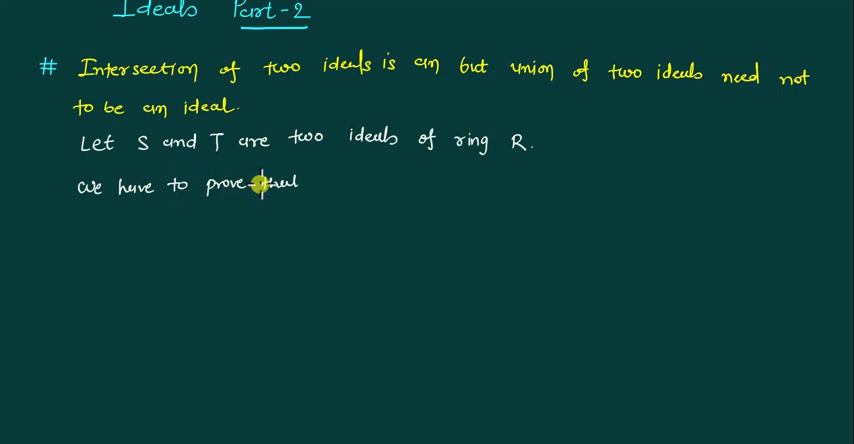 Ideals Part-2
# Intersection of two ideals is an but union of two ideals need not
to be an ideal.
Let S and T are two ideals of ring R.
We have to prove that